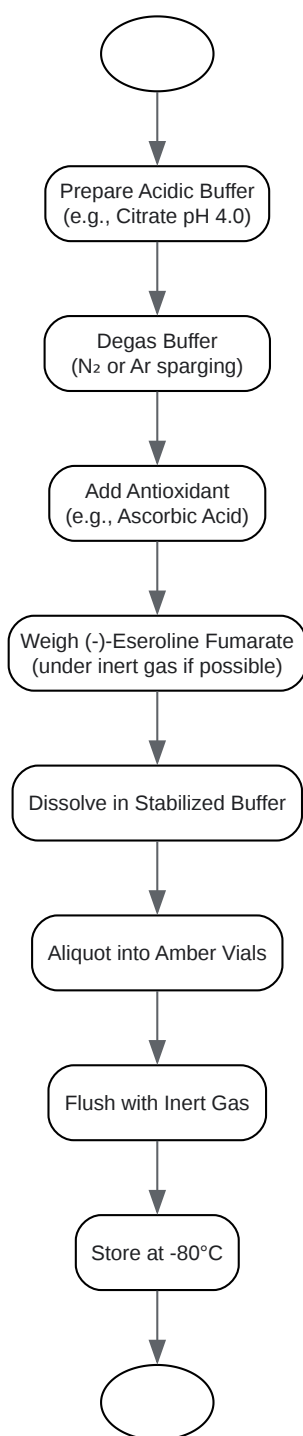 Prepare Acidic Buffer
(e.g., Citrate pH 4.0)
Degas Buffer
(N₂ or Ar sparging)
Add Antioxidant
(e.g., Ascorbic Acid)
Weigh (-)-Eseroline Fumarate
(under inert gas if possible)
Dissolve in Stabilized Buffer
Aliquot into Amber Vials
Flush with Inert Gas
Store at -80°C